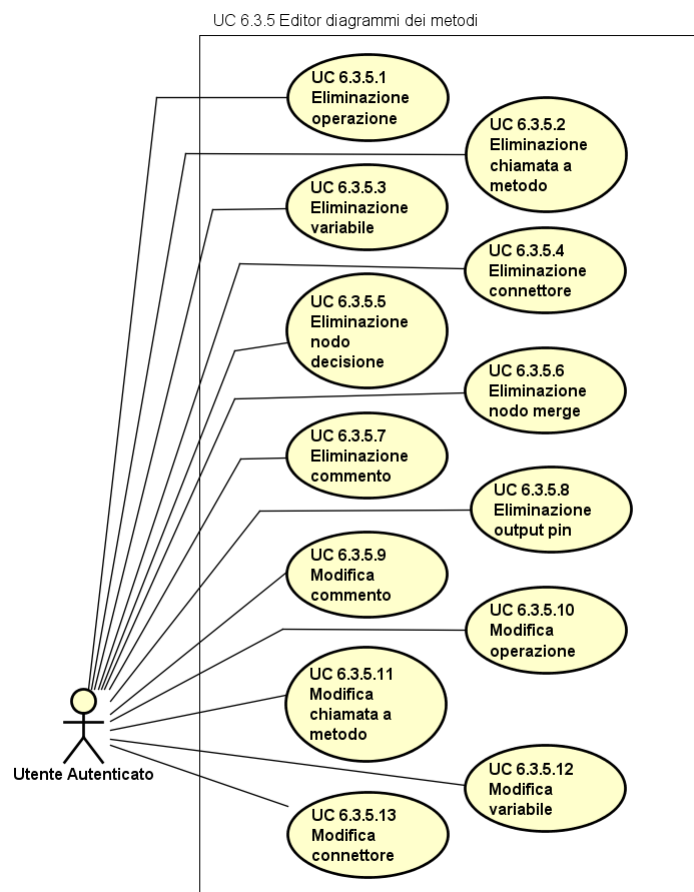 UC 6.3.5 Editor diagrammi dei metodi
UC 6.3.5.1
Eliminazione
operazione
UC 6.3.5.2
Eliminazione
chiamata a
metodo
UC 6.3.5.3
Eliminazione
variabile
UC 6.3.5.4
Eliminazione
connettore
UC 6.3.5.5
Eliminazione
nodo
decisione
UC 6.3.5.6
Eliminazione
nodo merge
UC 6.3.5.7
Eliminazione
commento
UC 6.3.5.8
Eliminazione
output pin
UC 6.3.5.9
Modifica
commento
UC 6.3.5.10
Modifica
operazione
UC 6.3.5.11
Modifica
chiamata a
metodo
Utente Autenticato
UC 6.3.5.12
Modifica
variabile
UC 6.3.5.13
Modifica
connettore